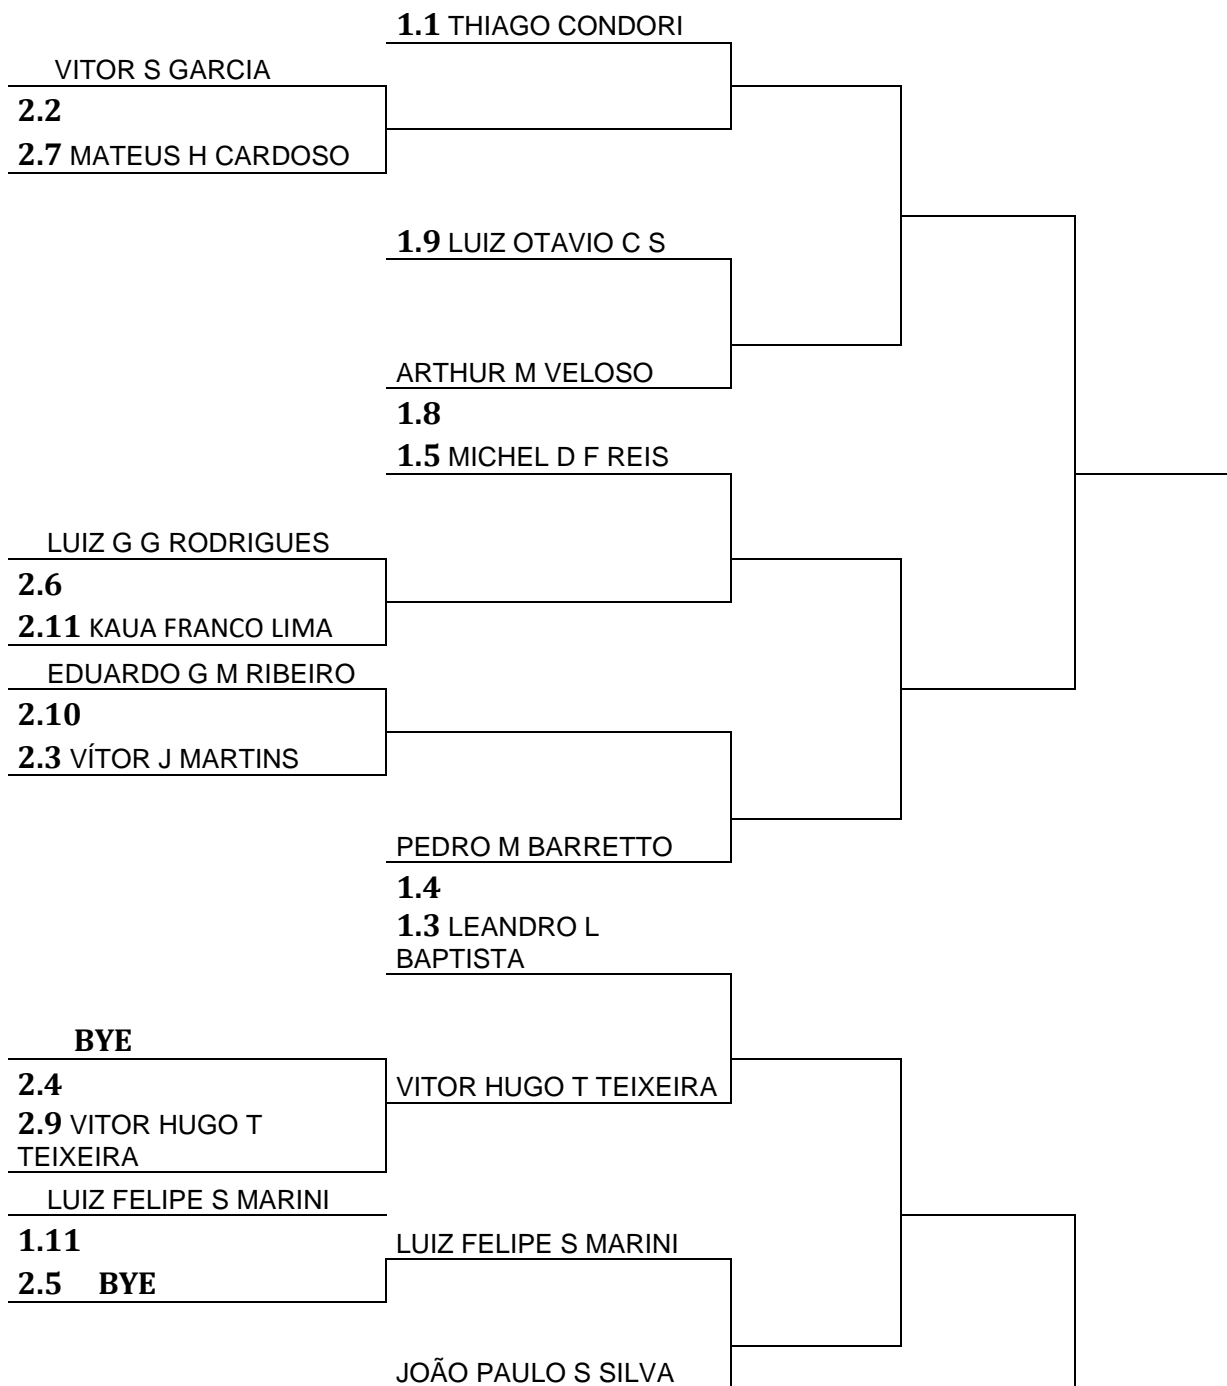 1.1 THIAGO CONDORI
VITOR S GARCIA
2.2
2.7 MATEUS H CARDOSO
1.9 LUIZ OTAVIO C S
ARTHUR M VELOSO
1.8
1.5 MICHEL D F REIS
LUIZ G G RODRIGUES
2.6
2.11 KAUA FRANCO LIMA
EDUARDO G M RIBEIRO
2.10
2.3 VÍTOR J MARTINS
PEDRO M BARRETTO
1.4
1.3 LEANDRO L
BAPTISTA
BYE
2.4
VITOR HUGO T TEIXEIRA
2.9 VITOR HUGO T
TEIXEIRA
LUIZ FELIPE S MARINI
1.11
LUIZ FELIPE S MARINI
2.5 BYE
JOÃO PAULO S SILVA